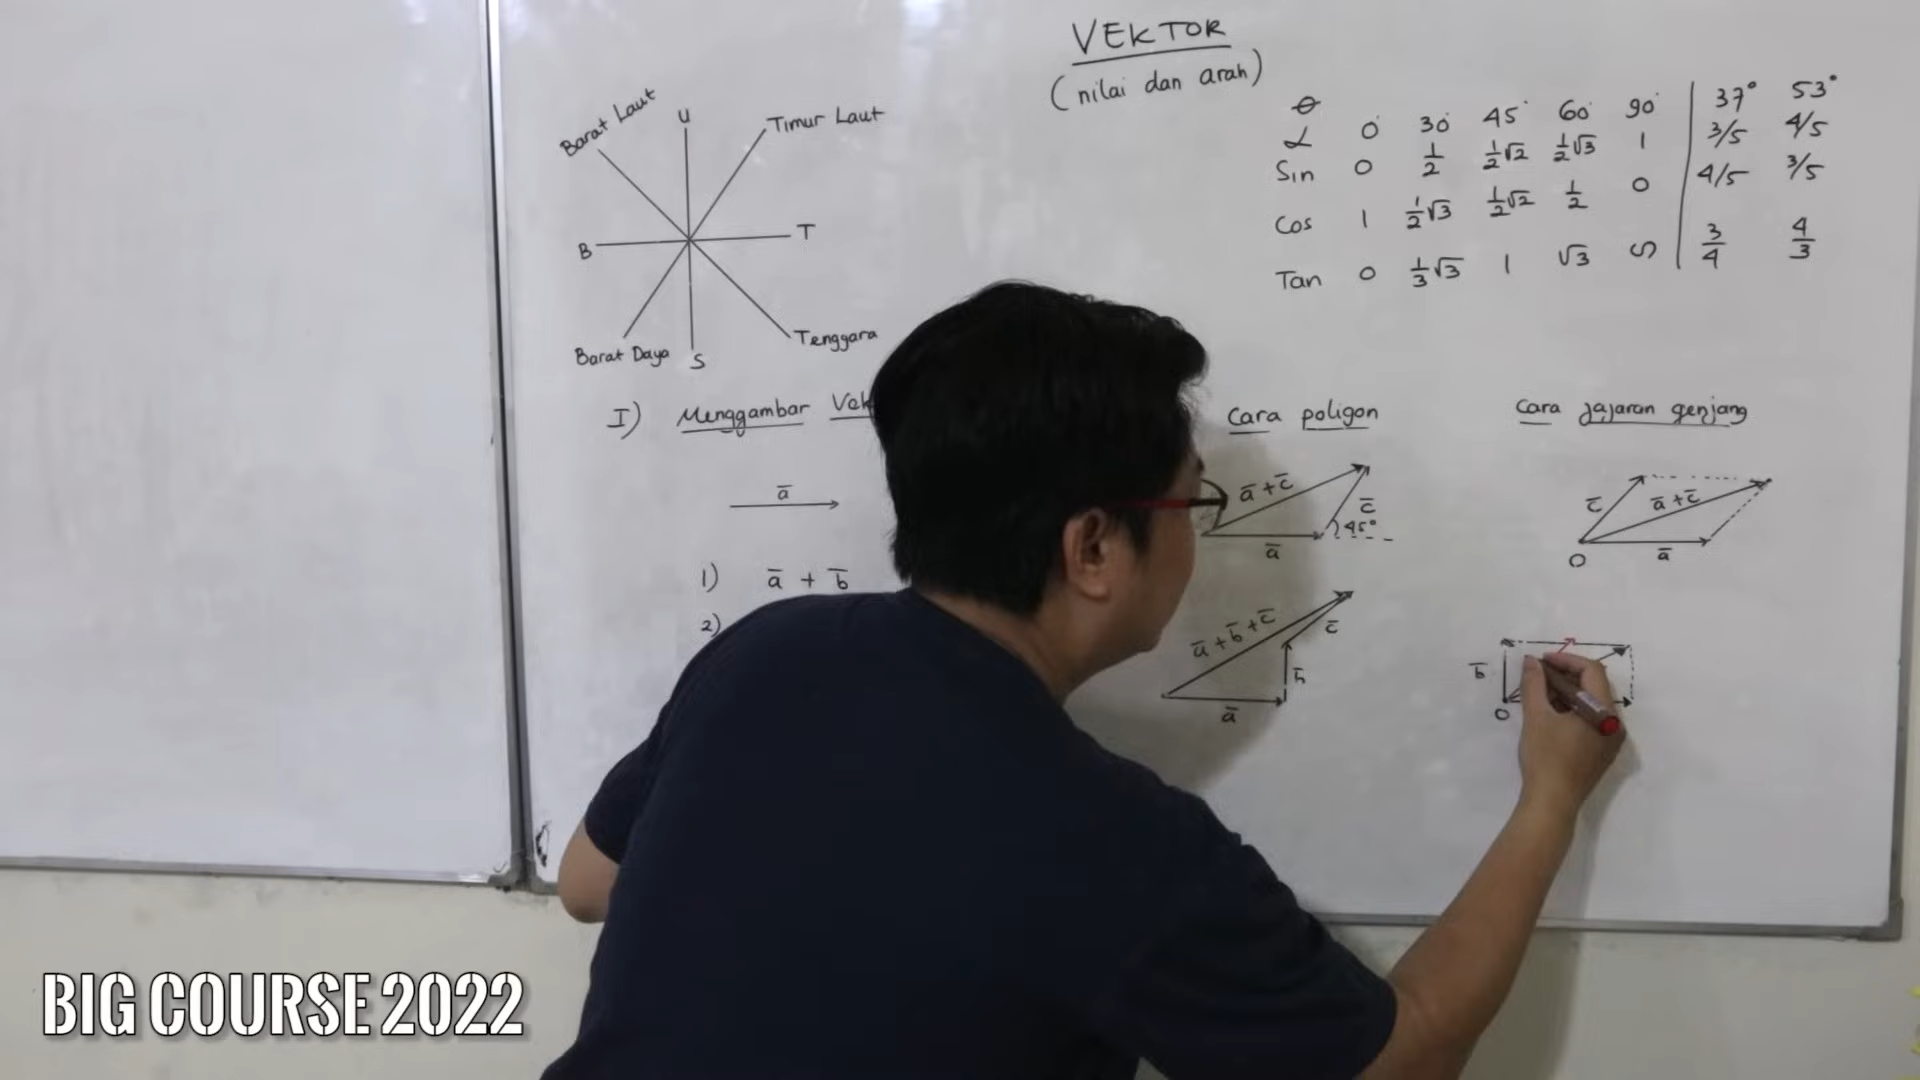 VEKTOR
(nilai dan arah)
Barat Laut
U
Timur Laut
B
T
Barat Daya
S
Tenggara
θ
α 0° 30° 45° 60° 90° 37° 53°
Sin 0 1/2 1/2√2 1/2√3 1 3/5 4/5
Cos 1 1/2√3 1/2√2 1/2 0 4/5 3/5
Tan 0 1/3√3 1 √3 ∽ 3/4 4/3
I) Menggambar
Cara poligon
Cara jajaran genjang
a̅
1) a̅ + b̅
2)
a̅ + c̅
c̅
45°
a̅
c̅
a̅ + c̅
O
a̅
a̅ + b̅ + c̅
c̅
a̅
b̅
O
BIG COURSE 2022